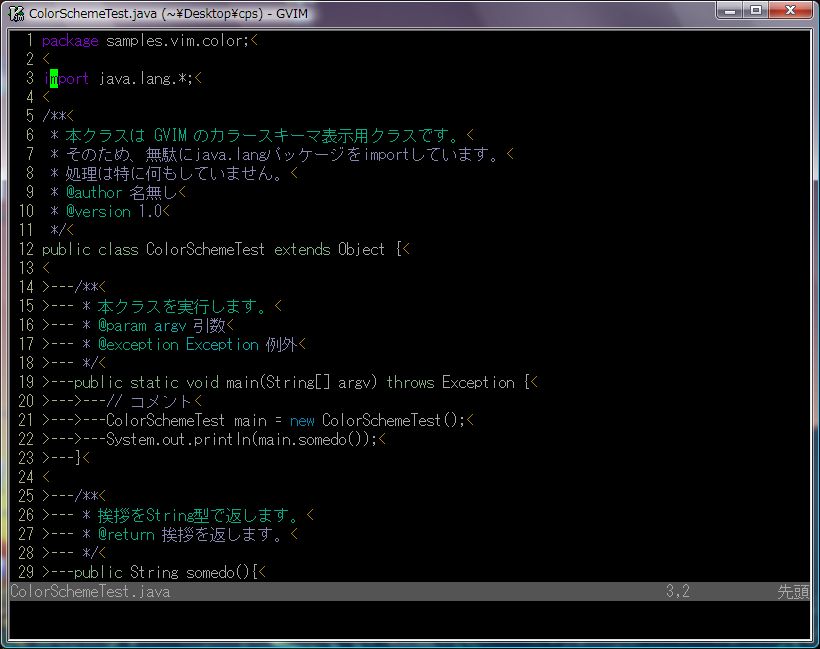 ColorSchemeTest.java (~¥Desktop¥cps) - GVIM
1 package samples.vim.color;<
2 <
3 import java.lang.*;<
4 <
5 /**<
6  * 本クラスは GVIM のカラースキーマ表示用クラスです。<
7  * そのため、無駄にjava.langパッケージをimportしています。<
8  * 処理は特に何もしていません。<
9  * @author 名無し<
10  * @version 1.0<
11  */<
12 public class ColorSchemeTest extends Object {<
13 <
14 >---/**<
15 >--- * 本クラスを実行します。<
16 >--- * @param argv 引数<
17 >--- * @exception Exception 例外<
18 >--- */<
19 >---public static void main(String[] argv) throws Exception {<
20 >--->---// コメント<
21 >--->---ColorSchemeTest main = new ColorSchemeTest();<
22 >--->---System.out.println(main.somedo());<
23 >---}<
24 <
25 >---/**<
26 >--- * 挨拶をString型で返します。<
27 >--- * @return 挨拶を返します。<
28 >--- */<
29 >---public String somedo(){<
ColorSchemeTest.java 3,2 先頭